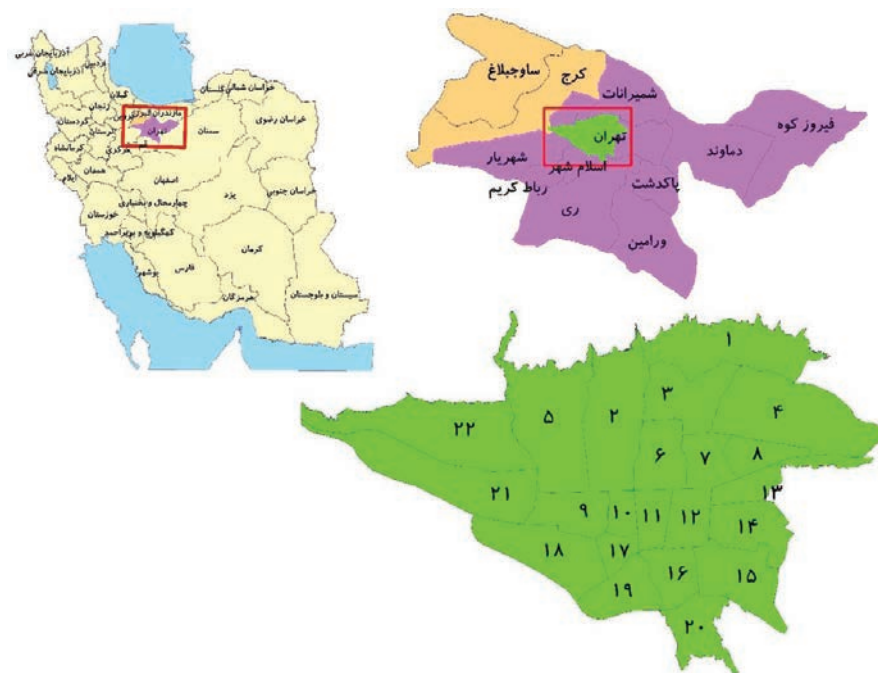 آذربایجان غربی
اردبیل
آذربایجان شرقی
گیلان
زنجان
کردستان
کرمانشاه
همدان
ایلام
مرکزی
قزوین
مازندران
البرز
تهران
گلستان
خراسان شمالی
خراسان رضوی
سمنان
اصفهان
یزد
خراسان جنوبی
چهارمحال و بختیاری
خوزستان
کهگیلویه و بویراحمد
فارس
بوشهر
کرمان
هرمزگان
سیستان و بلوچستان
ساوجبلاغ
کرج
شمیرانات
تهران
فیروز کوه
دماوند
شهریار
اسلام شهر
رباط کریم
پاکدشت
ری
ورامین
۱
۳
۴
۵
۲
۲۲
۶
۷
۸
۲۱
۱۳
۹
۱۰
۱۱
۱۲
۱۴
۱۸
۱۷
۱۶
۱۵
۱۹
۲۰